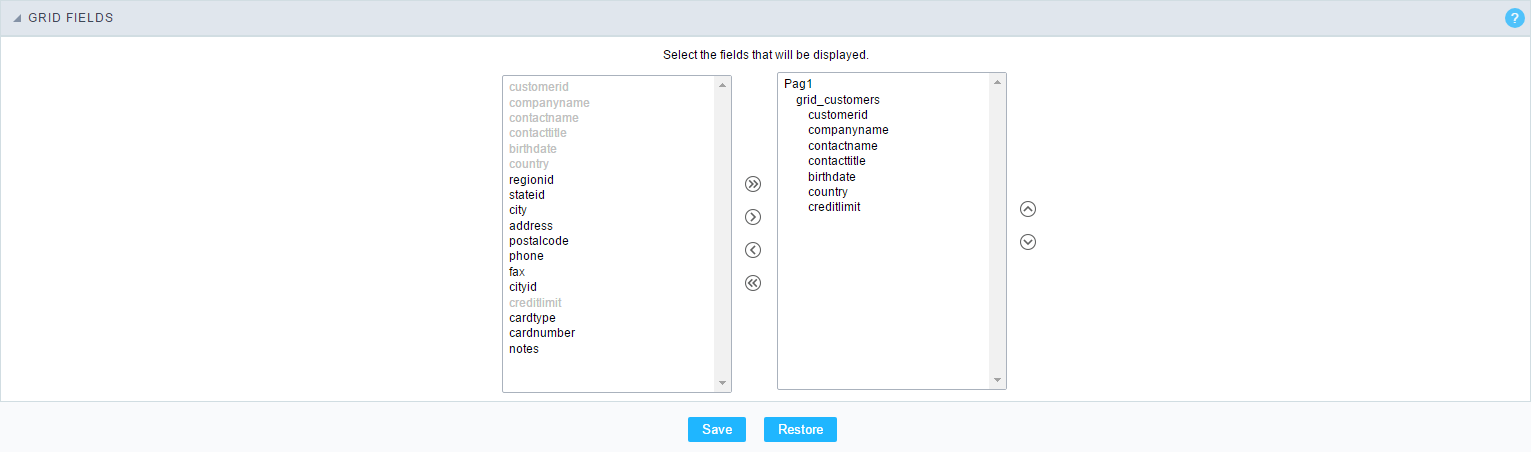 GRID FIELDS
?
Select the fields that will be displayed.
customerid
companyname
contactname
contacttitle
birthdate
country
regionid
stateid
city
address
postalcode
phone
fax
cityid
creditlimit
cardtype
cardnumber
notes
Pag1
grid_customers
customerid
companyname
contactname
contacttitle
birthdate
country
creditlimit
Save
Restore